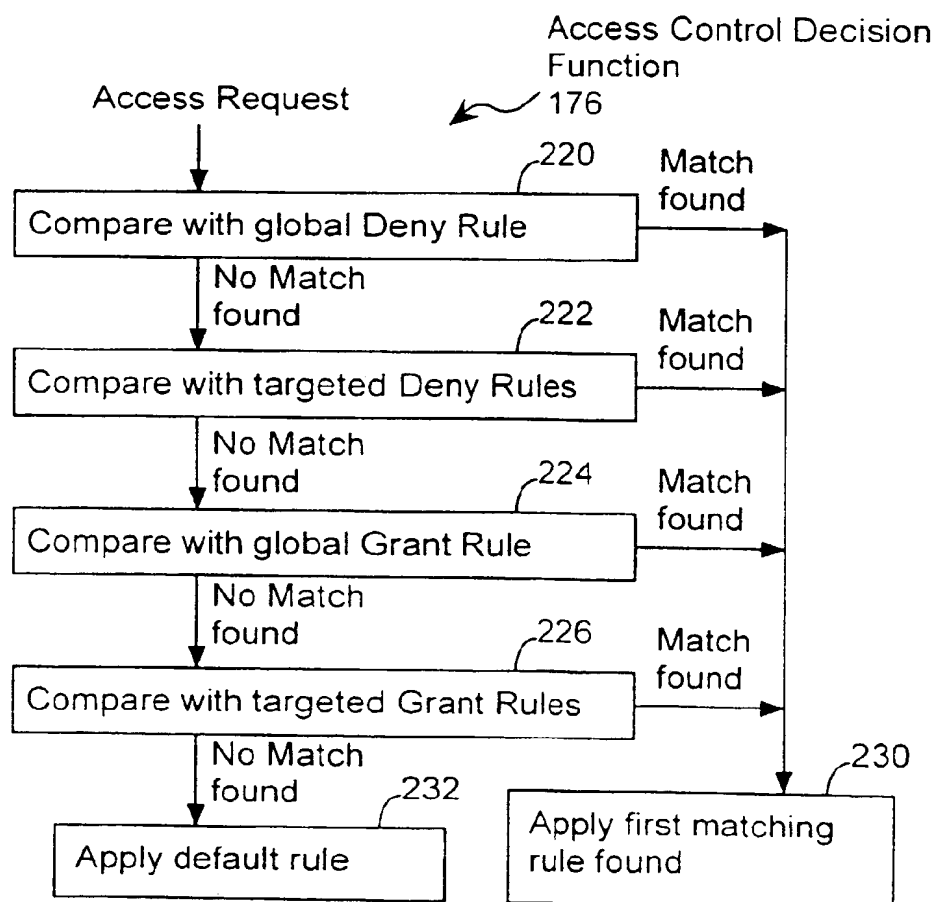 Access Control Decision
Function
176
Access Request
220
Match
found
Compare with global Deny Rule
No Match
found
222
Match
found
Compare with targeted Deny Rules
No Match
found
224
Match
found
Compare with global Grant Rule
No Match
found
226
Match
found
Compare with targeted Grant Rules
No Match
found
232
230
Apply default rule
Apply first matching
rule found